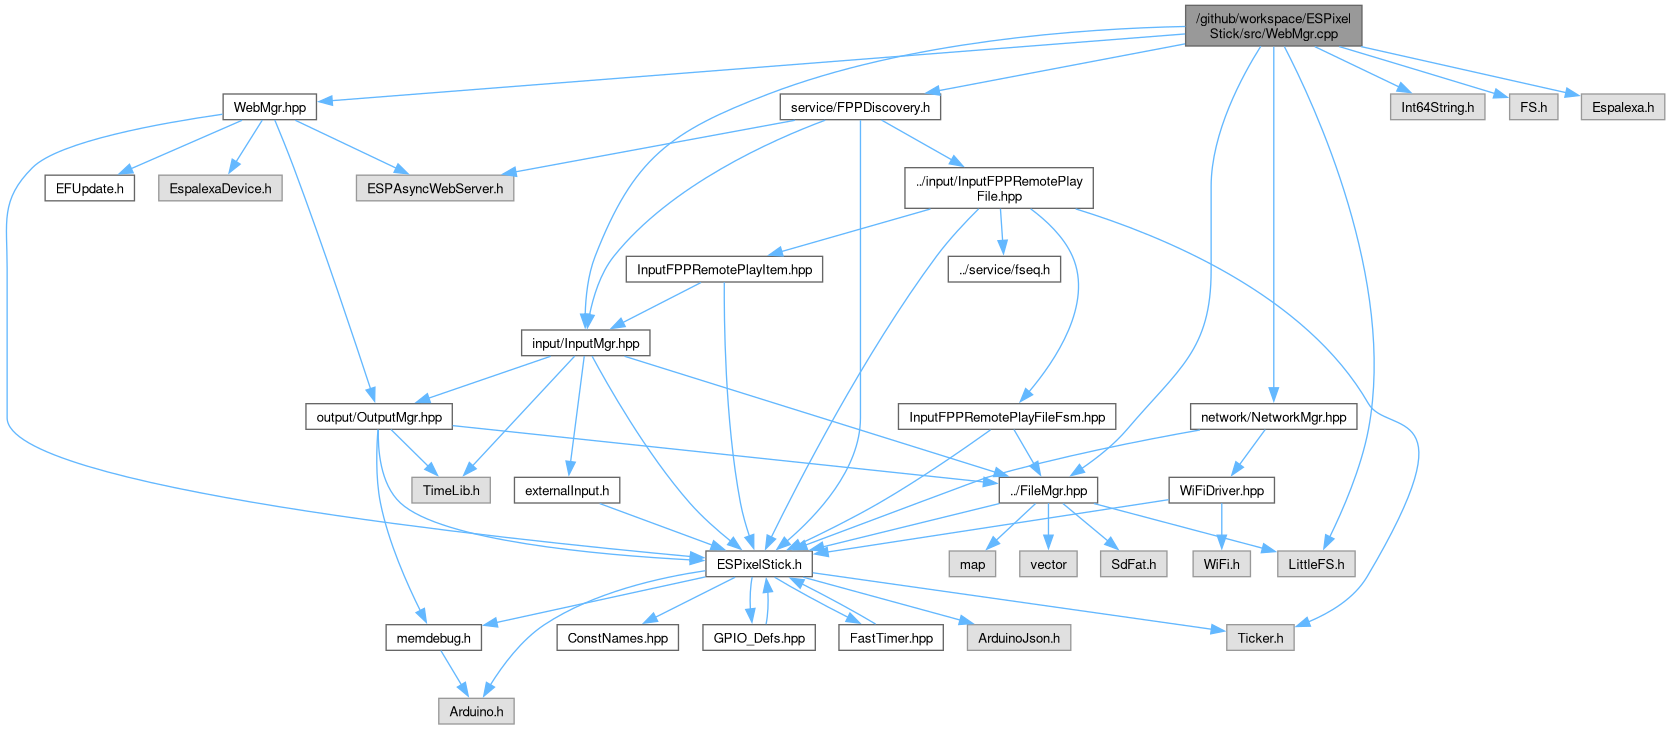 /github/workspace/ESPixel
Stick/src/WebMgr.cpp
WebMgr.hpp
service/FPPDiscovery.h
Int64String.h
FS.h
Espalexa.h
EFUpdate.h
EspalexaDevice.h
ESPAsyncWebServer.h
../input/InputFPPRemotePlay
File.hpp
InputFPPRemotePlayItem.hpp
../service/fseq.h
input/InputMgr.hpp
output/OutputMgr.hpp
InputFPPRemotePlayFileFsm.hpp
network/NetworkMgr.hpp
TimeLib.h
externalInput.h
../FileMgr.hpp
WiFiDriver.hpp
ESPixelStick.h
map
vector
SdFat.h
WiFi.h
LittleFS.h
memdebug.h
ConstNames.hpp
GPIO_Defs.hpp
FastTimer.hpp
ArduinoJson.h
Ticker.h
Arduino.h